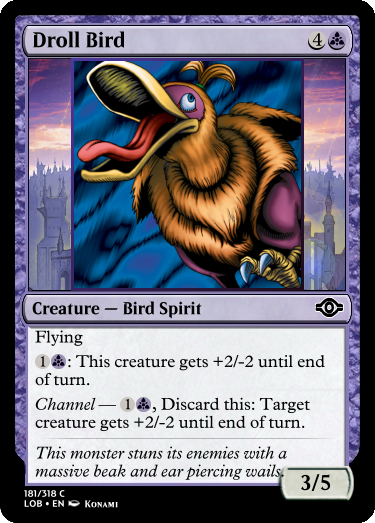 Droll Bird 4
Creature — Bird Spirit
Flying
1: This creature gets +2/-2 until end
of turn.
Channel — 1, Discard this: Target
creature gets +2/-2 until end of turn.
This monster stuns its enemies with a
massive beak and ear piercing wails.
3/5
181/318 C
LOB • EN Konami